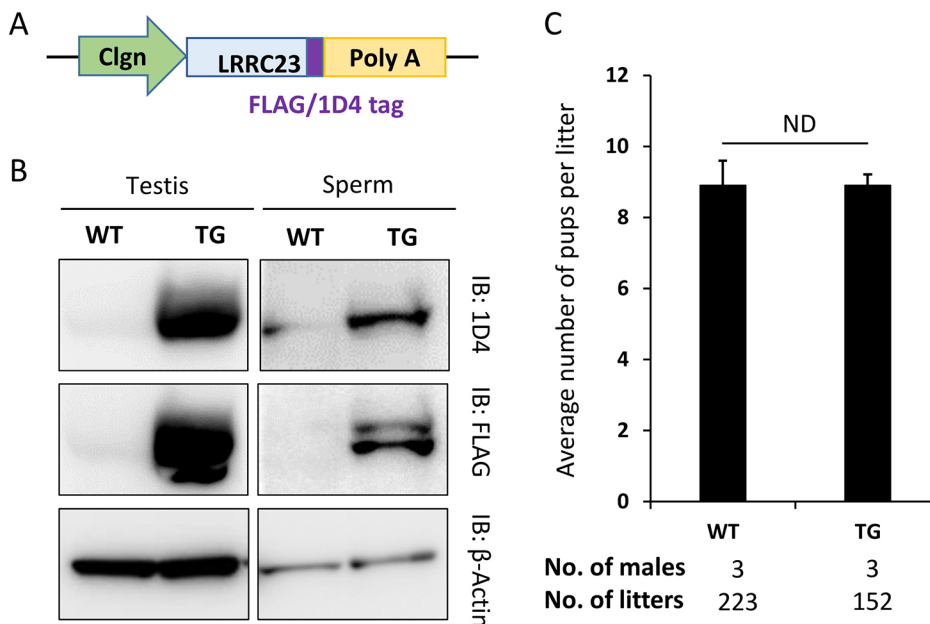 A
Clgn
LRRC23
Poly A
FLAG/1D4 tag
B
Testis
Sperm
WT
TG
WT
TG
IB: 1D4
IB: FLAG
IB: β-Actin
C
Average number of pups per litter
12
10
8
6
4
2
0
ND
WT
TG
No. of males 3 3
No. of litters 223 152